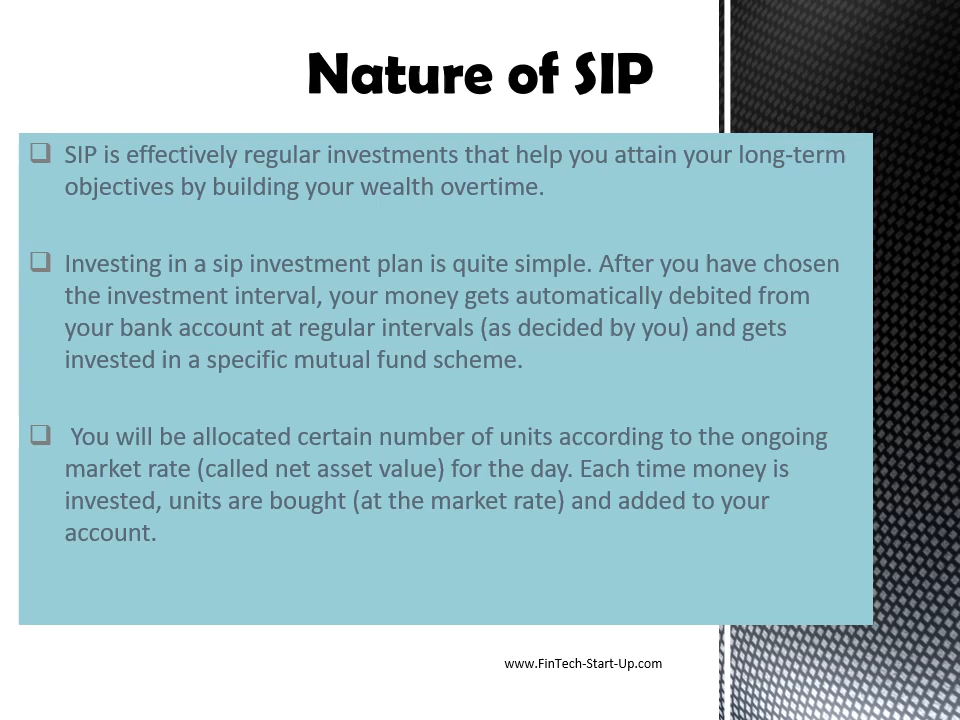 Nature of SIP
❑ SIP is effectively regular investments that help you attain your long-term
objectives by building your wealth overtime.
❑ Investing in a sip investment plan is quite simple. After you have chosen
the investment interval, your money gets automatically debited from
your bank account at regular intervals (as decided by you) and gets
invested in a specific mutual fund scheme.
❑ You will be allocated certain number of units according to the ongoing
market rate (called net asset value) for the day. Each time money is
invested, units are bought (at the market rate) and added to your
account.
www.FinTech-Start-Up.com